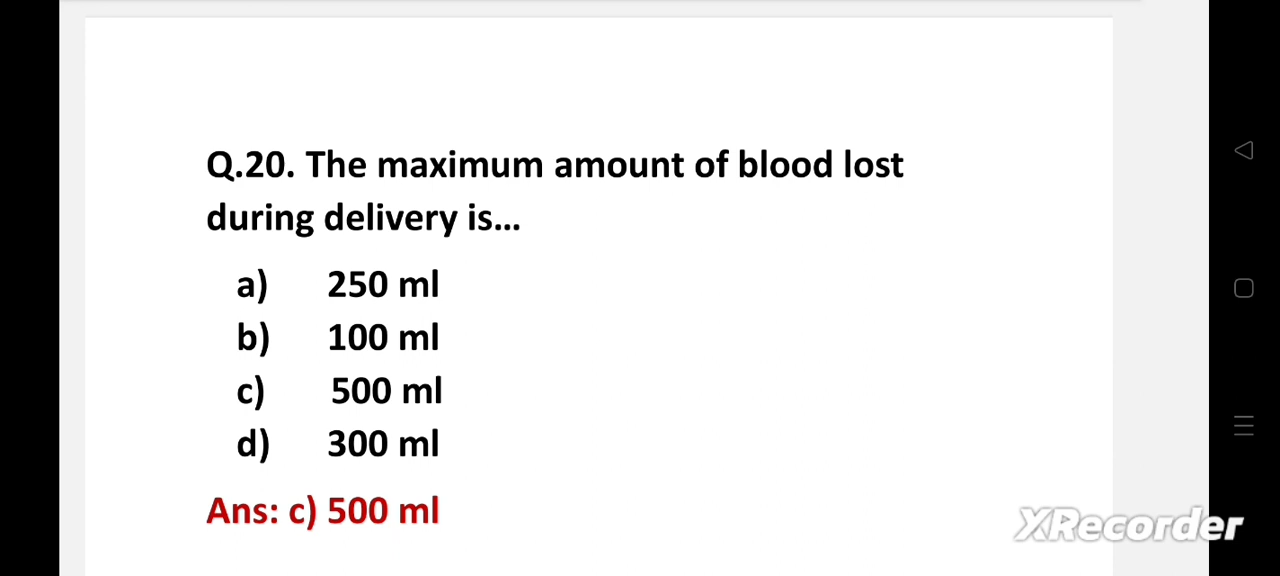 Q.20. The maximum amount of blood lost
during delivery is...
a) 250 ml
b) 100 ml
c) 500 ml
d) 300 ml
Ans: c) 500 ml
XRecorder